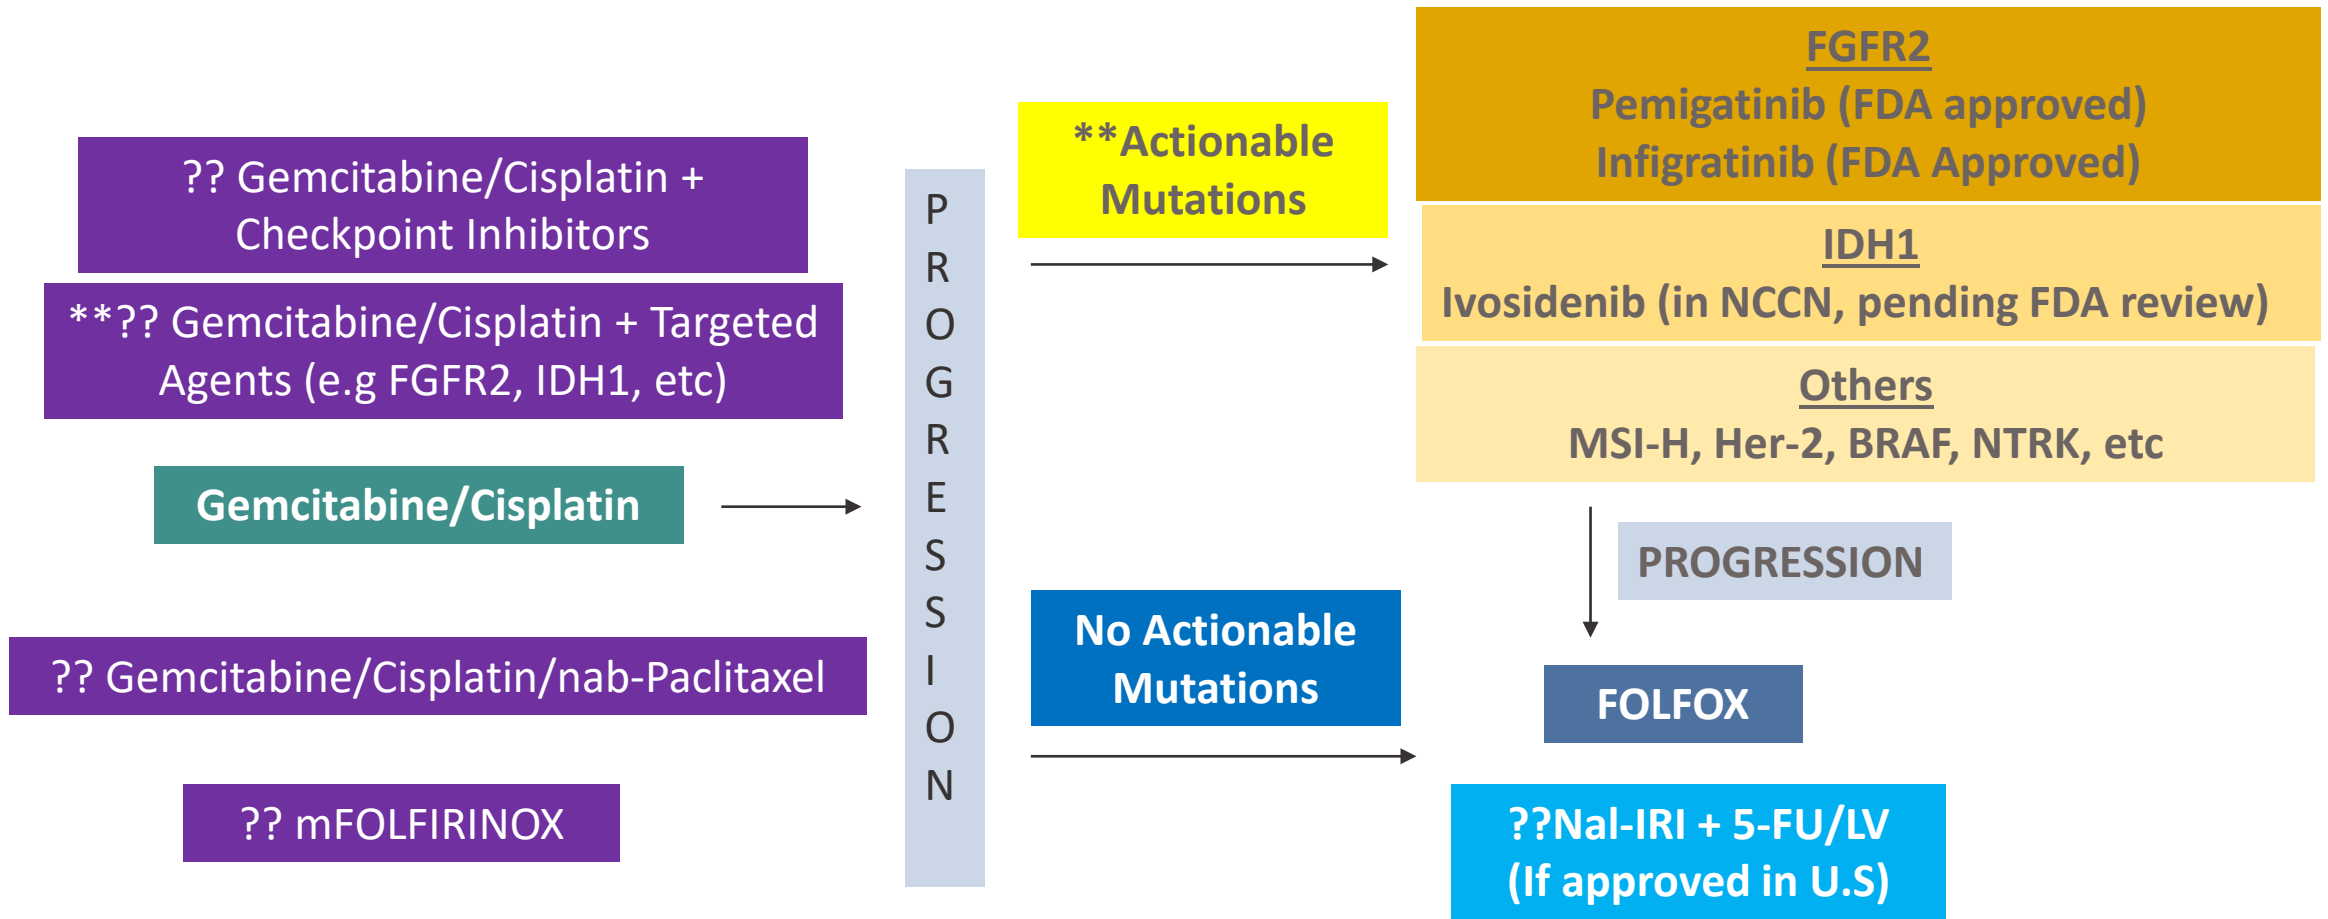 ?? Gemcitabine/Cisplatin +
Checkpoint Inhibitors
**?? Gemcitabine/Cisplatin + Targeted
Agents (e.g FGFR2, IDH1, etc)
Gemcitabine/Cisplatin
?? Gemcitabine/Cisplatin/nab-Paclitaxel
?? mFOLFIRINOX
P
R
O
G
R
E
S
S
I
O
N
**Actionable
Mutations
No Actionable
Mutations
FGFR2
Pemigatinib (FDA approved)
Infigratinib (FDA Approved)
IDH1
Ivosidenib (in NCCN, pending FDA review)
Others
MSI-H, Her-2, BRAF, NTRK, etc
PROGRESSION
FOLFOX
??Nal-IRI + 5-FU/LV
(If approved in U.S)